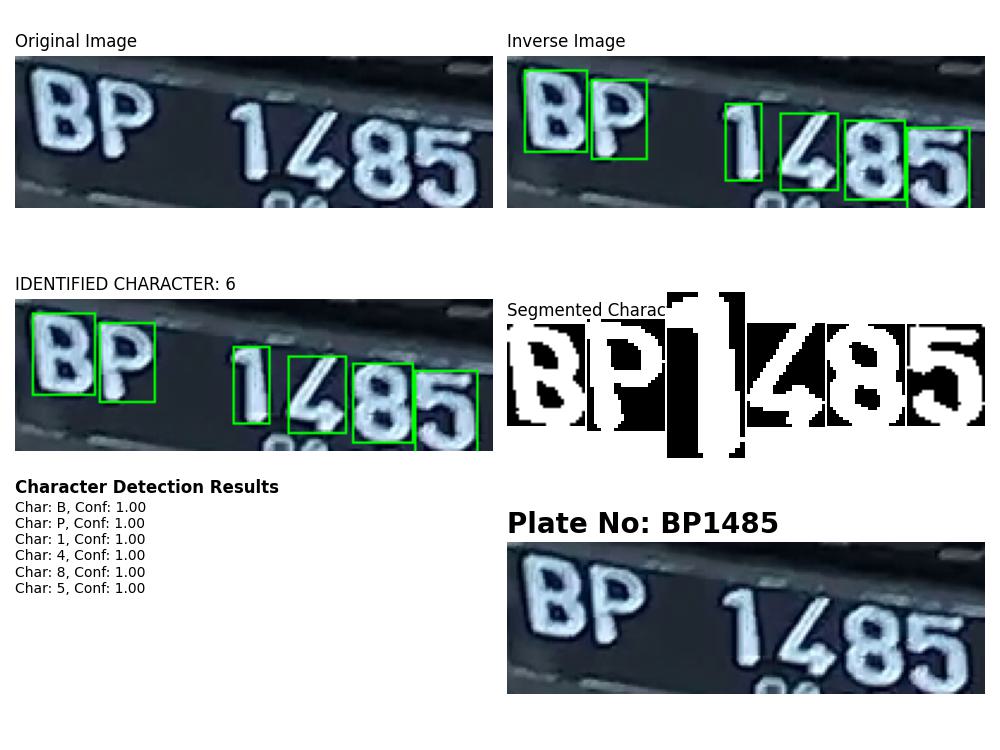 Original Image
BP 1485
Inverse Image
BP 1485
IDENTIFIED CHARACTER: 6
BP 1485
Segmented Charac
BP1485
Character Detection Results
Char: B, Conf: 1.00
Char: P, Conf: 1.00
Char: 1, Conf: 1.00
Char: 4, Conf: 1.00
Char: 8, Conf: 1.00
Char: 5, Conf: 1.00
Plate No: BP1485
BP 1485